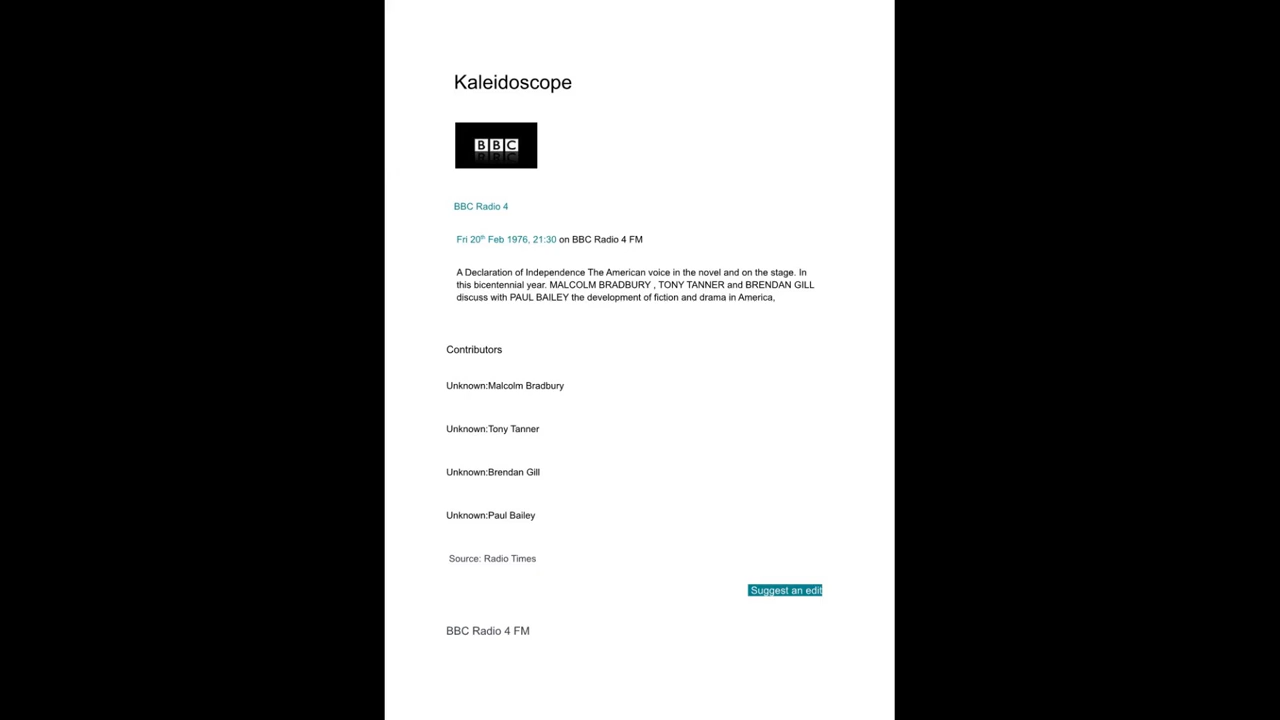 Kaleidoscope
BBC
BBC Radio 4
Fri 20th Feb 1976, 21:30 on BBC Radio 4 FM
A Declaration of Independence The American voice in the novel and on the stage. In
this bicentennial year. MALCOLM BRADBURY , TONY TANNER and BRENDAN GILL
discuss with PAUL BAILEY the development of fiction and drama in America,
Contributors
Unknown:Malcolm Bradbury
Unknown:Tony Tanner
Unknown:Brendan Gill
Unknown:Paul Bailey
Source: Radio Times
Suggest an edit
BBC Radio 4 FM